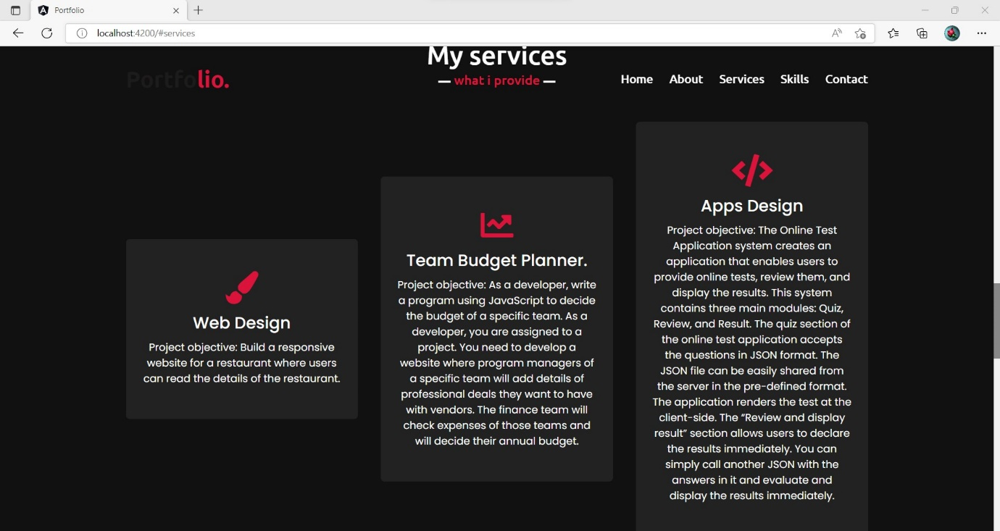 Portfolio
localhost:4200/#services
My services
what i provide
Portfolio.
Home About Services Skills Contact
Web Design
Project objective: Build a responsive
website for a restaurant where users
can read the details of the restaurant.
Team Budget Planner.
Project objective: As a developer, write
a program using JavaScript to decide
the budget of a specific team. As a
developer, you are assigned to a
project. You need to develop a
website where program managers of
a specific team will add details of
professional deals they want to have
with vendors. The finance team will
check expenses of those teams and
will decide their annual budget.
Apps Design
Project objective: The Online Test
Application system creates an
application that enables users to
provide online tests, review them, and
display the results. This system
contains three main modules: Quiz,
Review, and Result. The quiz section of
the online test application accepts
the questions in JSON format. The
JSON file can be easily shared from
the server in the pre-defined format.
The application renders the test at the
client-side. The “Review and display
result” section allows users to declare
the results immediately. You can
simply call another JSON with the
answers in it and evaluate and
display the results immediately.